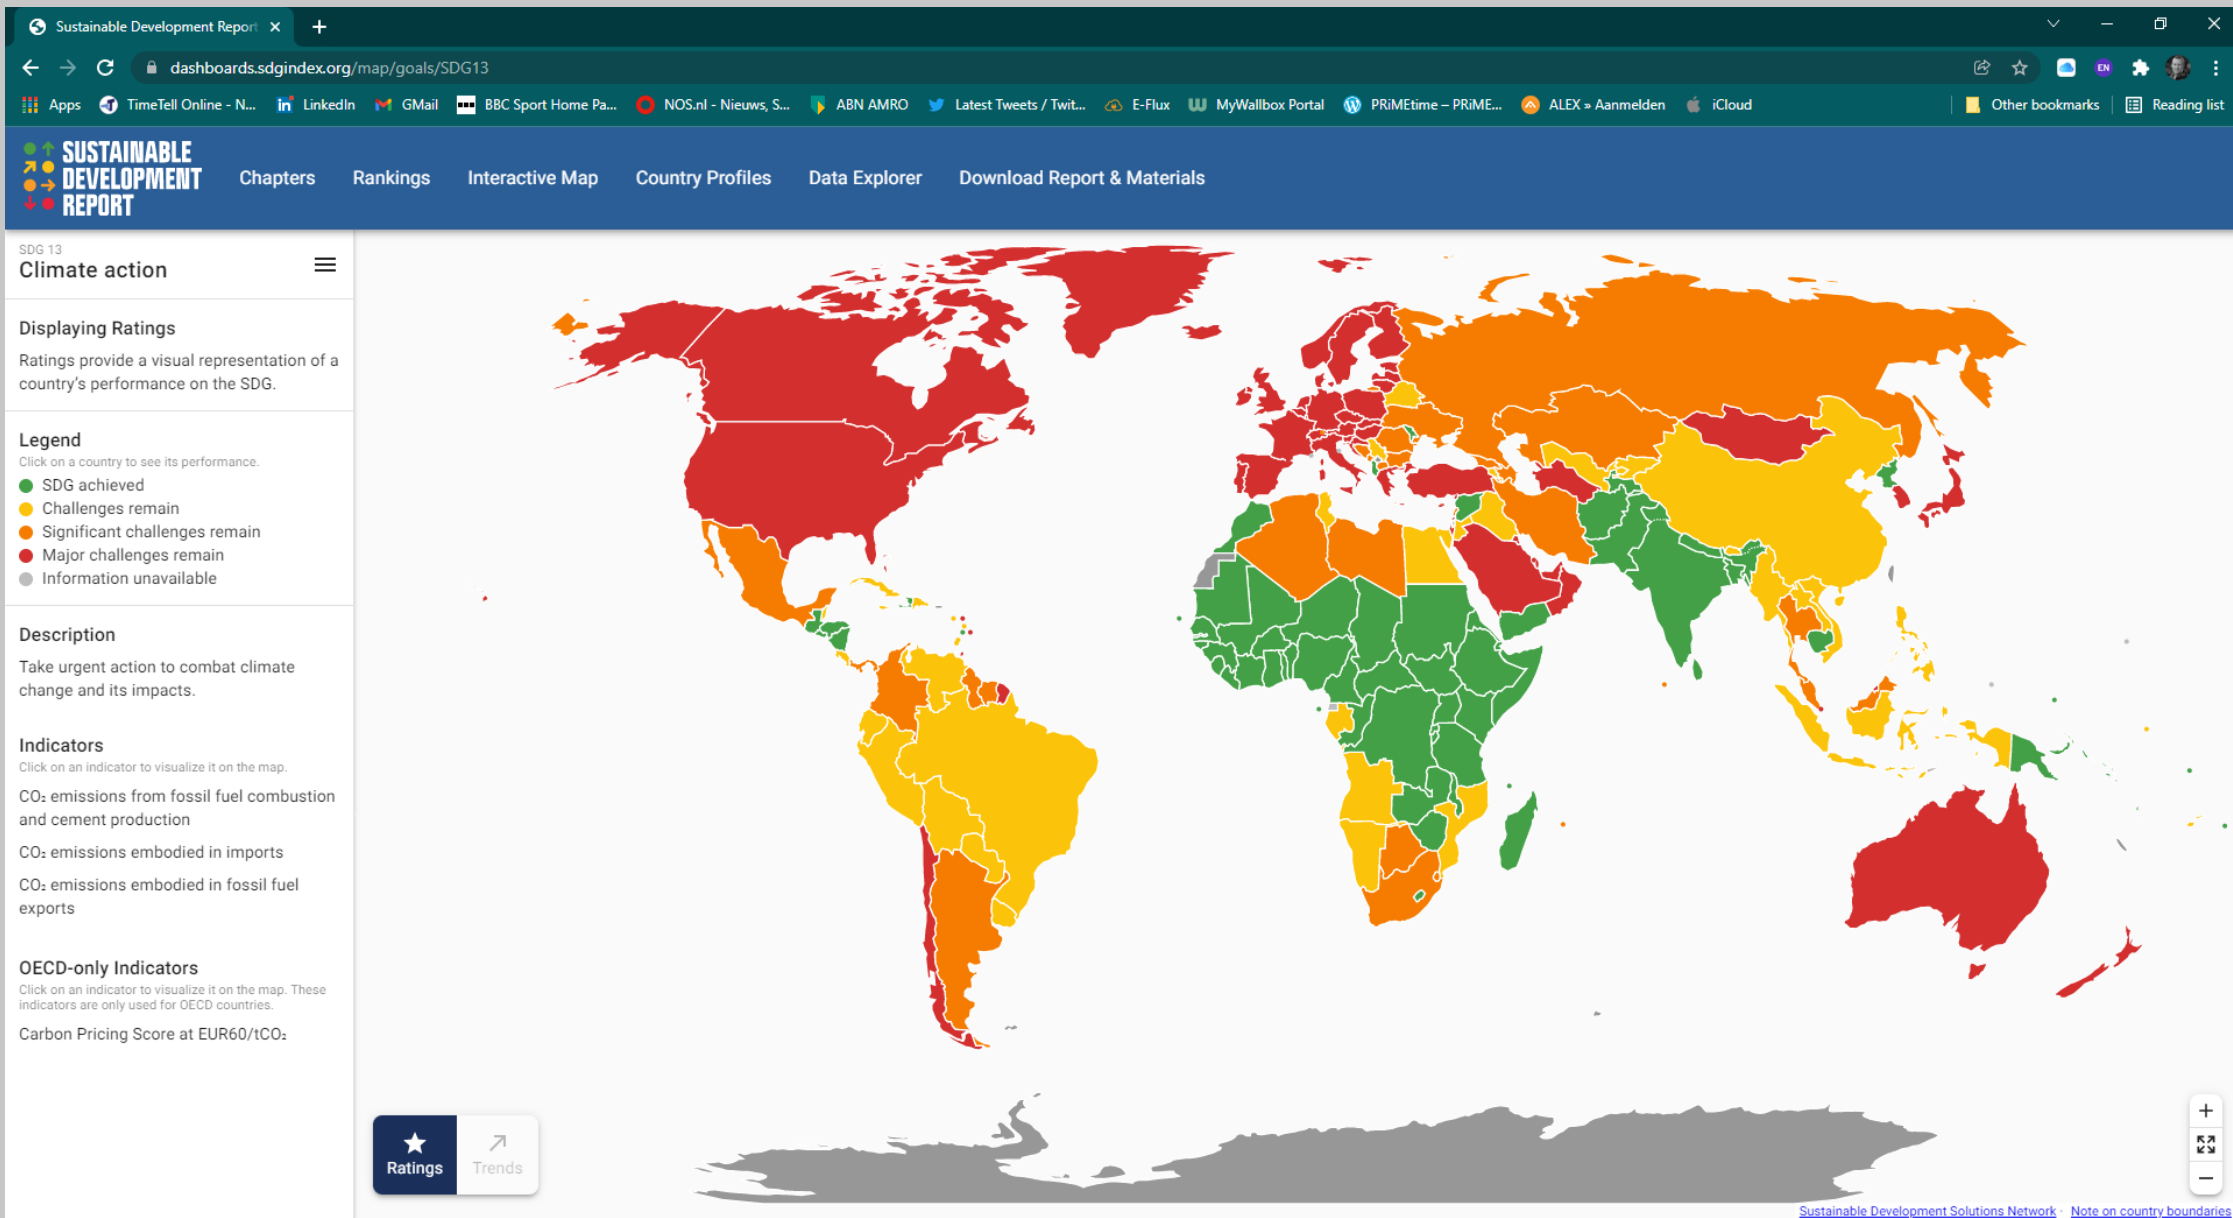 Sustainable Development Report
dashboards.sdgindex.org/map/goals/SDG13
EN
Apps
TimeTell Online - N...
LinkedIn
GMail
BBC Sport Home Pa...
NOS.nl - Nieuws, S...
ABN AMRO
Latest Tweets / Twit...
E-Flux
MyWallbox Portal
PRiMEtime – PRiME...
ALEX » Aanmelden
iCloud
Other bookmarks
Reading list
SUSTAINABLE
DEVELOPMENT
REPORT
Chapters
Rankings
Interactive Map
Country Profiles
Data Explorer
Download Report & Materials
SDG 13
Climate action
Displaying Ratings
Ratings provide a visual representation of a
country's performance on the SDG.
Legend
Click on a country to see its performance.
SDG achieved
Challenges remain
Significant challenges remain
Major challenges remain
Information unavailable
Description
Take urgent action to combat climate
change and its impacts.
Indicators
Click on an indicator to visualize it on the map.
CO₂ emissions from fossil fuel combustion
and cement production
CO₂ emissions embodied in imports
CO₂ emissions embodied in fossil fuel
exports
OECD-only Indicators
Click on an indicator to visualize it on the map. These
indicators are only used for OECD countries.
Carbon Pricing Score at EUR60/tCO₂
Ratings
Trends
Sustainable Development Solutions Network · Note on country boundaries